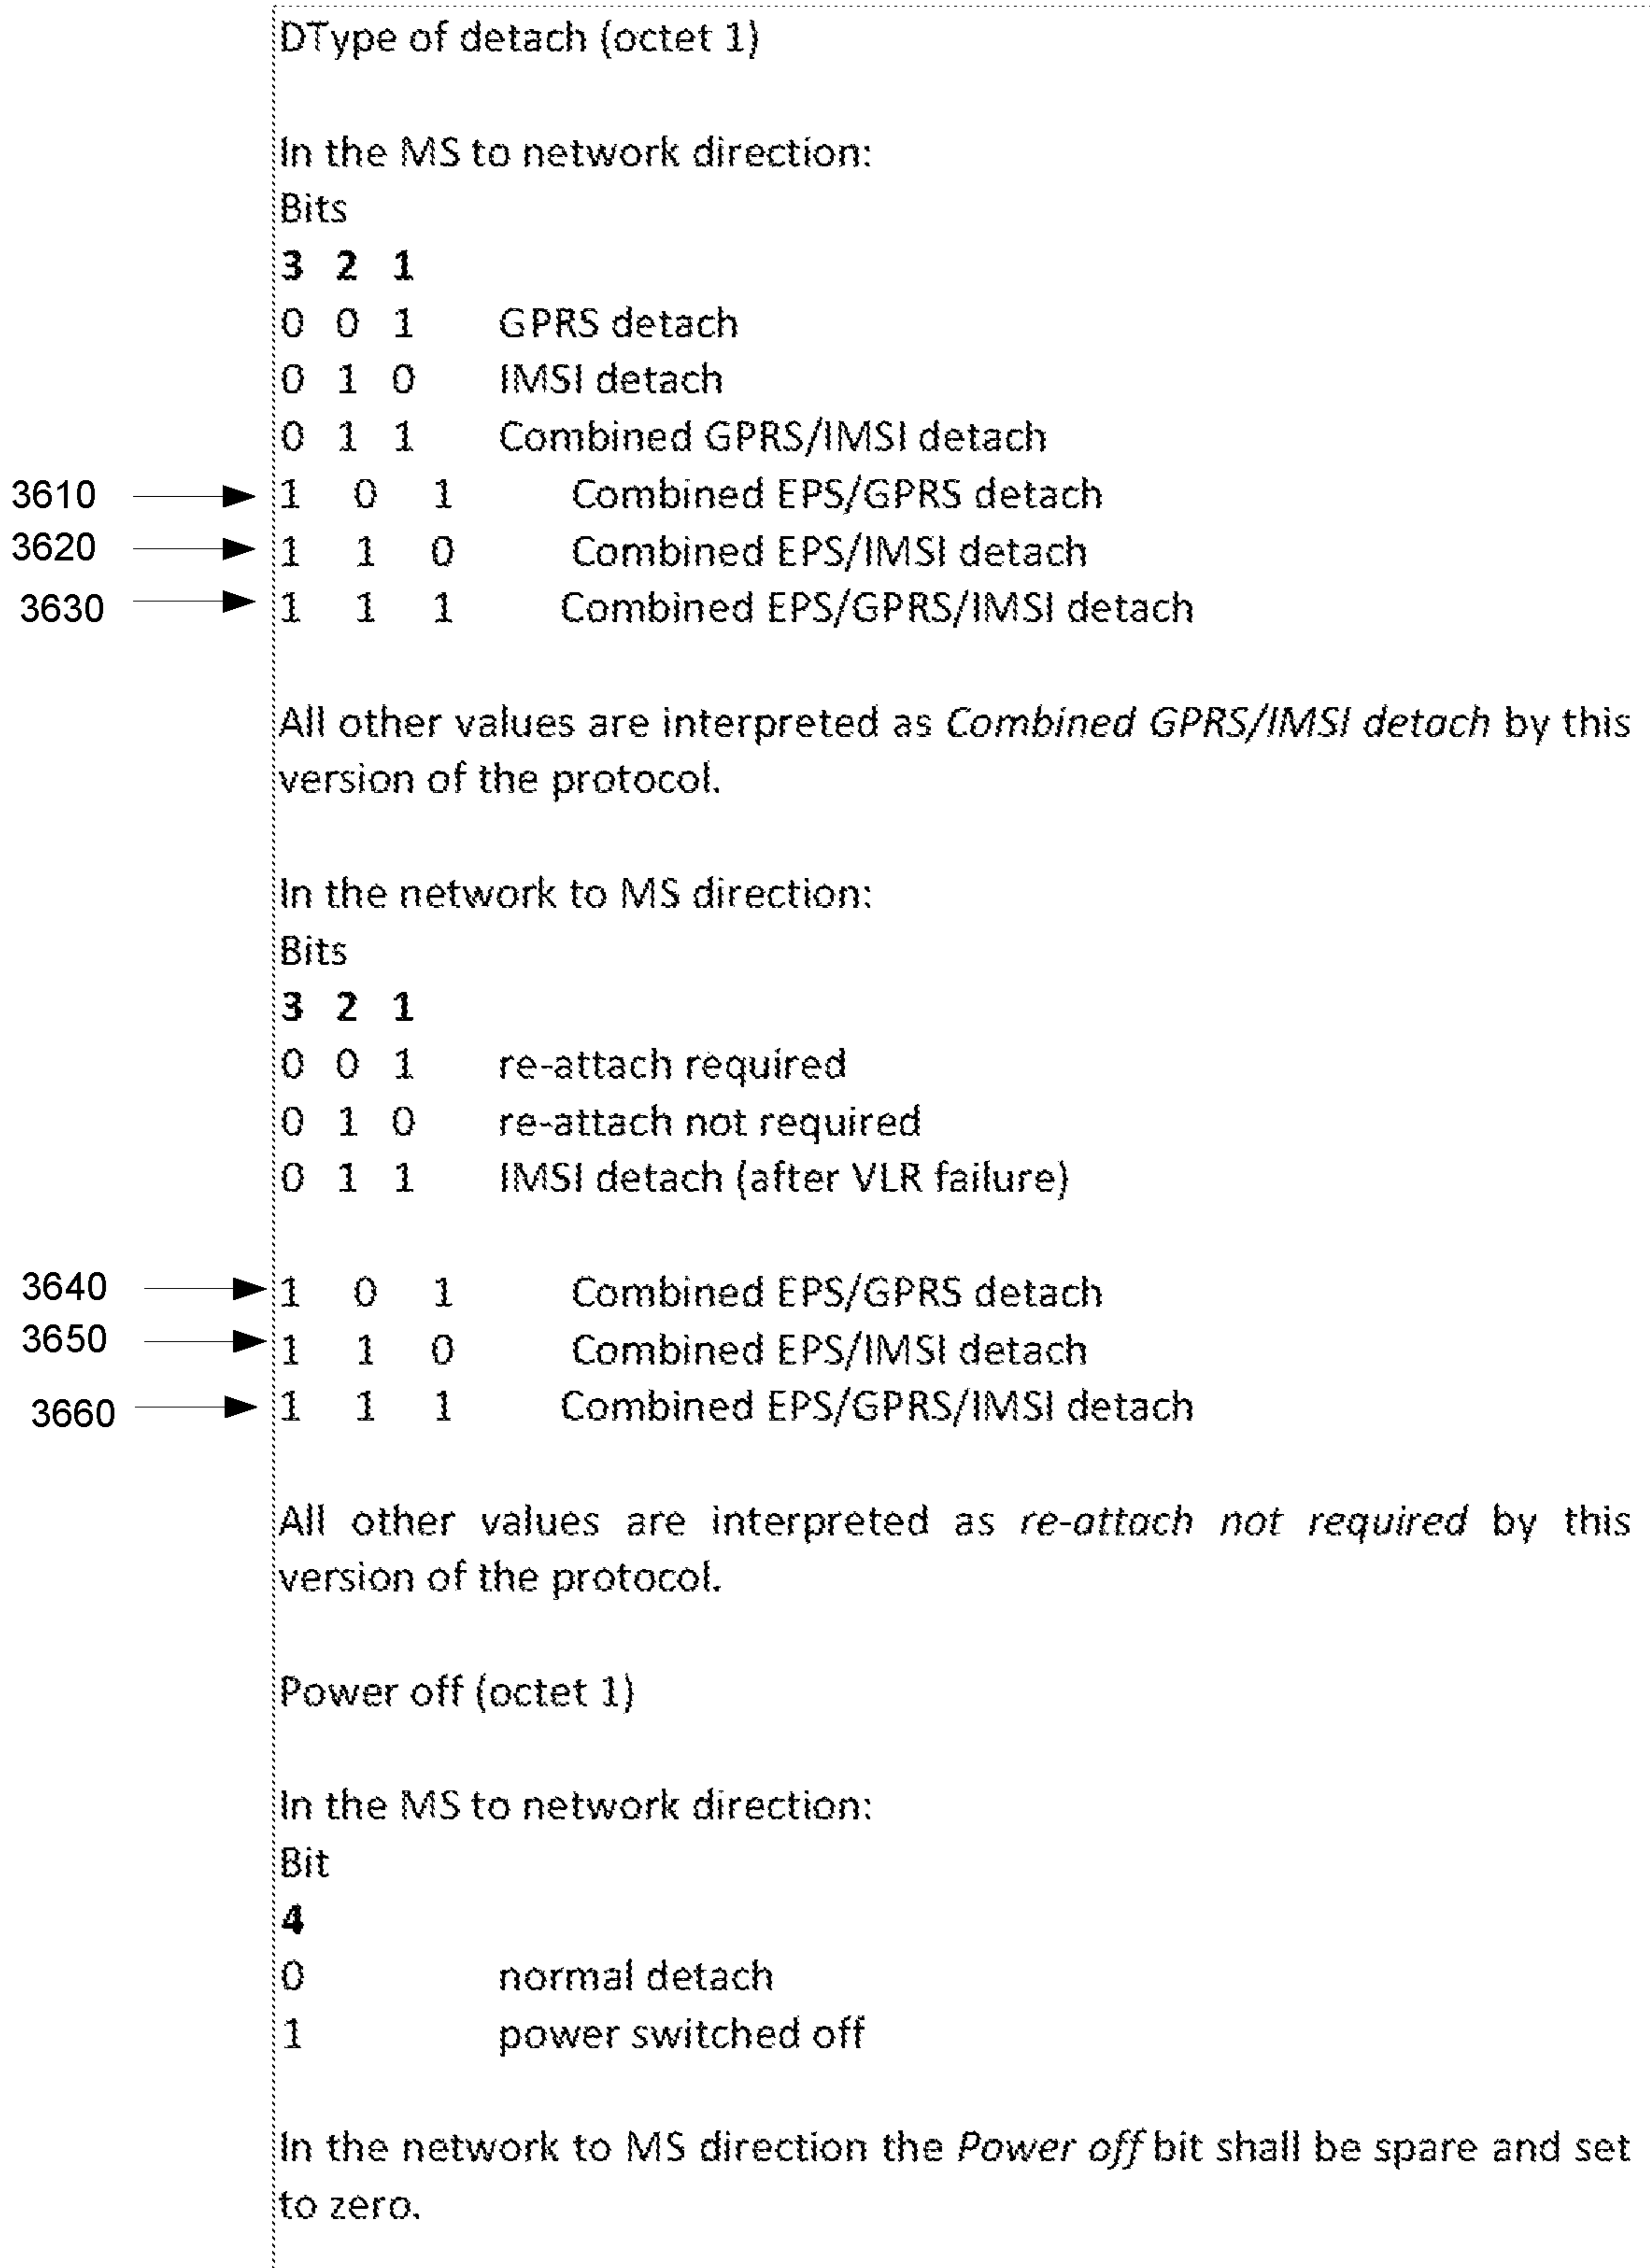 DType of detach (octet 1)
In the MS to network direction:
Bits
3 2 1
0 0 1 GPRS detach
0 1 0 IMSI detach
0 1 1 Combined GPRS/IMSI detach
3610 1 0 1 Combined EPS/GPRS detach
3620 1 1 0 Combined EPS/IMSI detach
3630 1 1 1 Combined EPS/GPRS/IMSI detach
All other values are interpreted as Combined GPRS/IMSI detach by this
version of the protocol.
In the network to MS direction:
Bits
3 2 1
0 0 1 re-attach required
0 1 0 re-attach not required
0 1 1 IMSI detach (after VLR failure)
3640 1 0 1 Combined EPS/GPRS detach
3650 1 1 0 Combined EPS/IMSI detach
3660 1 1 1 Combined EPS/GPRS/IMSI detach
All other values are interpreted as re-attach not required by this
version of the protocol.
Power off (octet 1)
In the MS to network direction:
Bit
4
0 normal detach
1 power switched off
In the network to MS direction the Power off bit shall be spare and set
to zero.